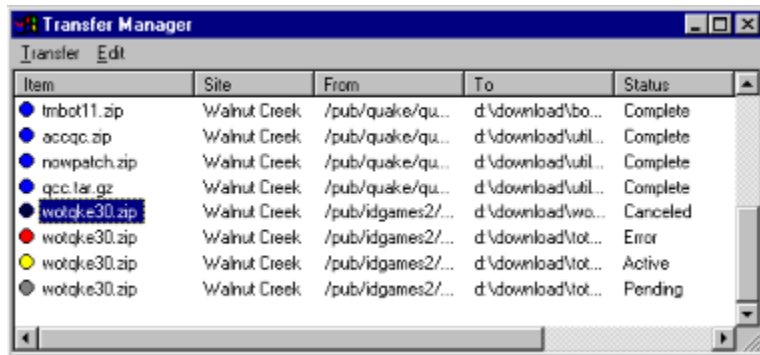 Transfer Manager
Transfer Edit
Item Site From To Status
tmbot11.zip Walnut Creek /pub/quake/qu... d:\download\bo... Complete
accqc.zip Walnut Creek /pub/quake/qu... d:\download\util... Complete
nowpatch.zip Walnut Creek /pub/quake/qu... d:\download\util... Complete
qcc.tar.gz Walnut Creek /pub/quake/qu... d:\download\util... Complete
wotqke30.zip Walnut Creek /pub/idgames2/... d:\download\wo... Canceled
wotqke30.zip Walnut Creek /pub/idgames2/... d:\download\tot... Error
wotqke30.zip Walnut Creek /pub/idgames2/... d:\download\tot... Active
wotqke30.zip Walnut Creek /pub/idgames2/... d:\download\tot... Pending